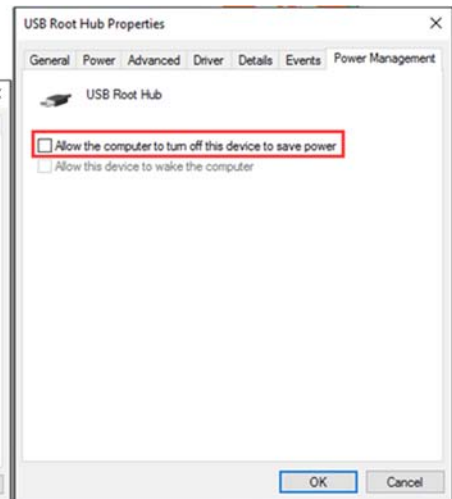 USB Root Hub Properties
General Power Advanced Driver Details Events Power Management
USB Root Hub
Allow the computer to turn off this device to save power
Allow this device to wake the computer
OK Cancel